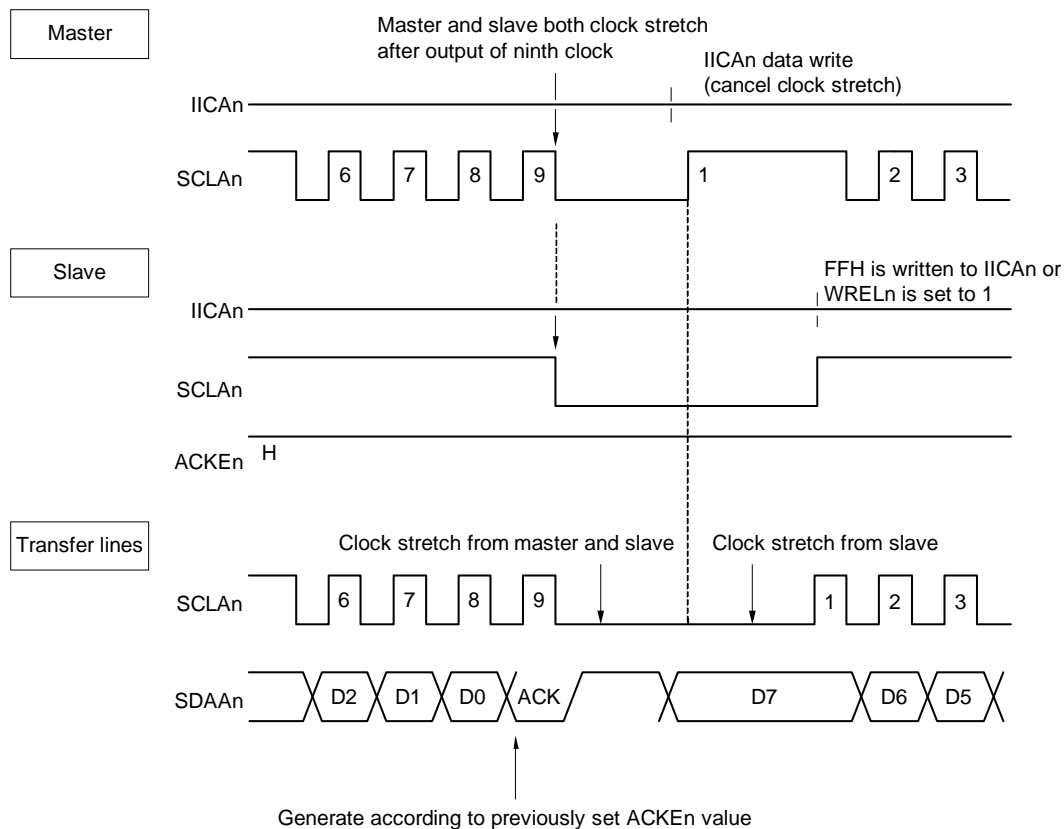 Master
Master and slave both clock stretch
after output of ninth clock
IICAn data write
(cancel clock stretch)
IICAn
SCLAn
6
7
8
9
1
2
3
Slave
FFH is written to IICAn or
WRELn is set to 1
IICAn
SCLAn
H
ACKEn
Transfer lines
Clock stretch from master and slave
Clock stretch from slave
SCLAn
6
7
8
9
1
2
3
SDAAn
D2
D1
D0
ACK
D7
D6
D5
Generate according to previously set ACKEn value